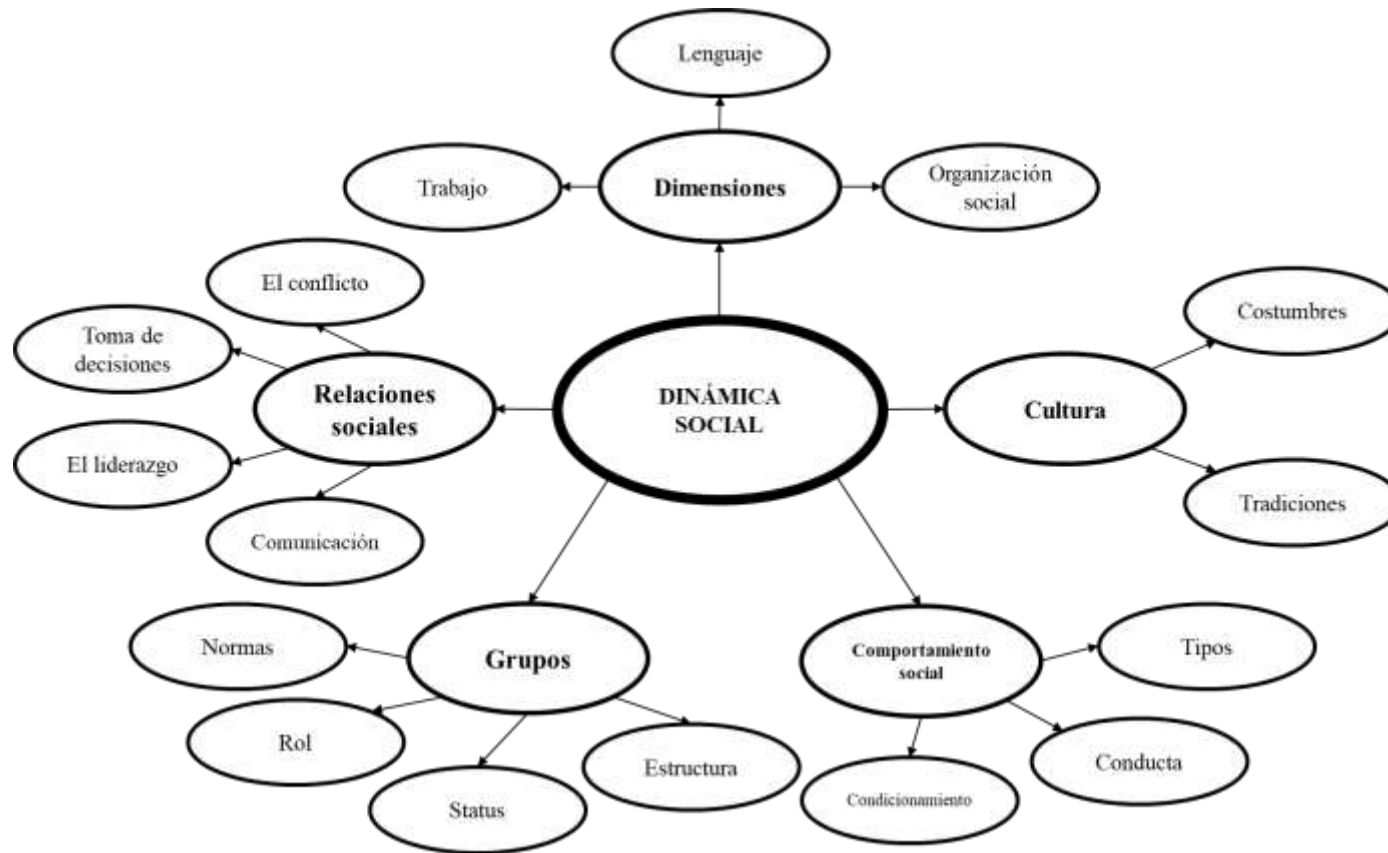 Lenguaje
Trabajo
Dimensiones
Organización
social
El conflicto
Toma de
decisiones
Relaciones
sociales
El liderazgo
Comunicación
DINÁMICA
SOCIAL
Costumbres
Cultura
Tradiciones
Normas
Grupos
Rol
Status
Estructura
Comportamiento
social
Tipos
Conducta
Condicionamiento